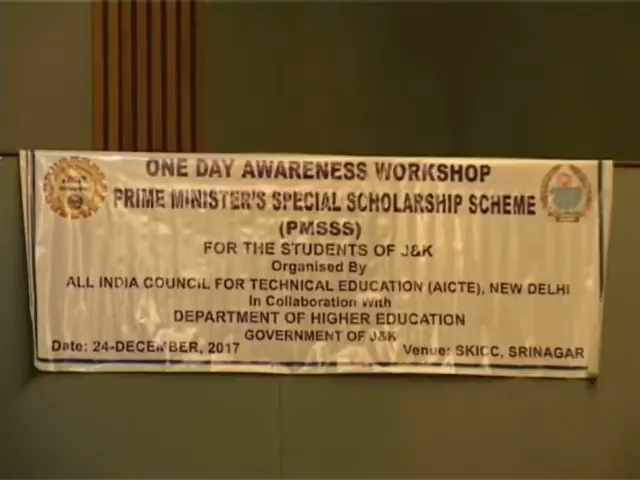 ONE DAY AWARENESS WORKSHOP
PRIME MINISTER'S SPECIAL SCHOLARSHIP SCHEME
(PMSSS)
FOR THE STUDENTS OF J&K
Organised By
ALL INDIA COUNCIL FOR TECHNICAL EDUCATION (AICTE), NEW DELHI
In Collaboration With
DEPARTMENT OF HIGHER EDUCATION
GOVERNMENT OF J&K
Date: 24-DECEMBER, 2017 Venue: SKICC, SRINAGAR